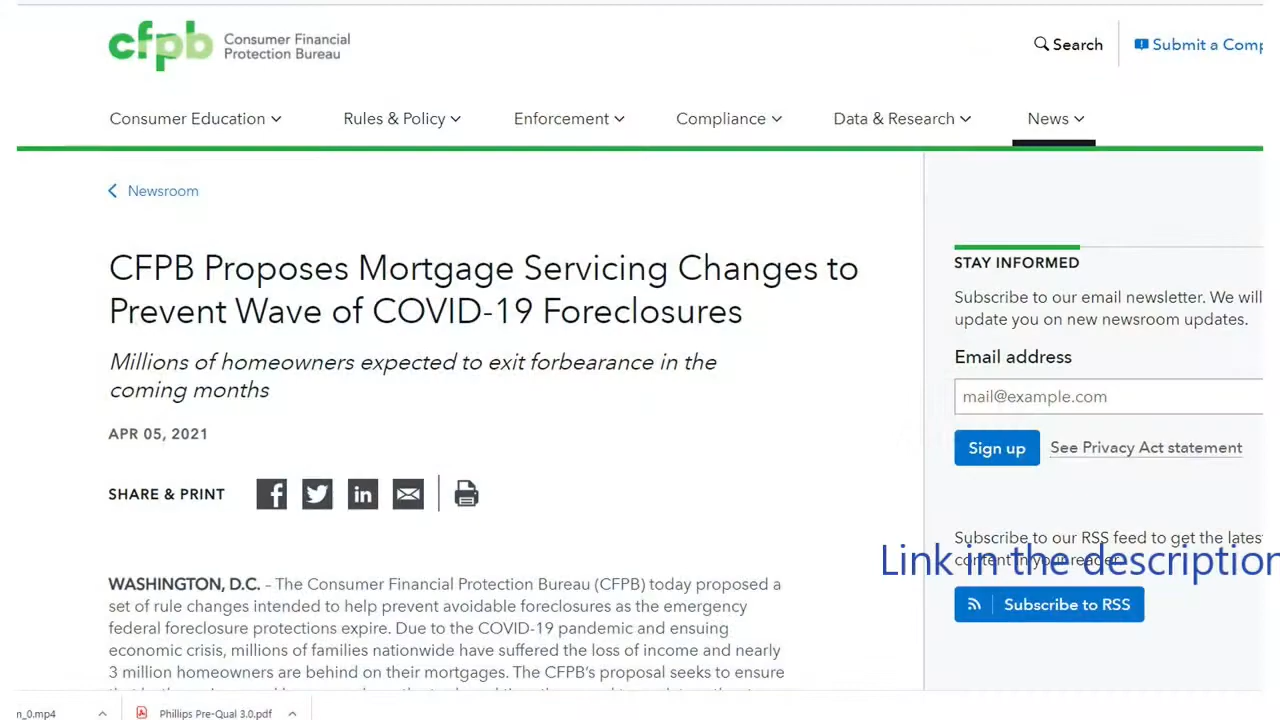 cfpb Consumer Financial
Protection Bureau
Search
Submit a Comp
Consumer Education
Rules & Policy
Enforcement
Compliance
Data & Research
News
Newsroom
CFPB Proposes Mortgage Servicing Changes to
Prevent Wave of COVID-19 Foreclosures
Millions of homeowners expected to exit forbearance in the
coming months
APR 05, 2021
SHARE & PRINT
WASHINGTON, D.C. – The Consumer Financial Protection Bureau (CFPB) today proposed a
set of rule changes intended to help prevent avoidable foreclosures as the emergency
federal foreclosure protections expire. Due to the COVID-19 pandemic and ensuing
economic crisis, millions of families nationwide have suffered the loss of income and nearly
3 million homeowners are behind on their mortgages. The CFPB's proposal seeks to ensure
STAY INFORMED
Subscribe to our email newsletter. We will
update you on new newsroom updates.
Email address
mail@example.com
Sign up
See Privacy Act statement
Subscribe to our RSS feed to get the lates
content in your reader
Link in the description
Subscribe to RSS
n_0.mp4
Phillips Pre-Qual 3.0.pdf